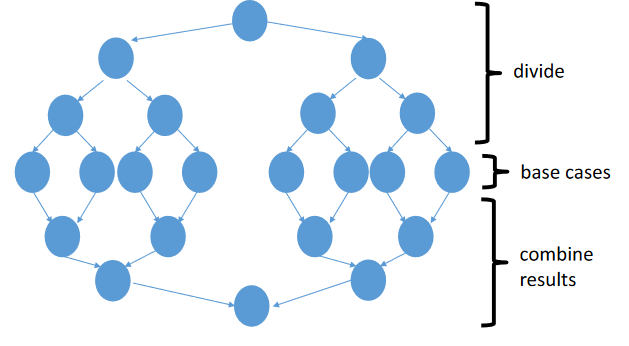 divide
base cases
combine
results